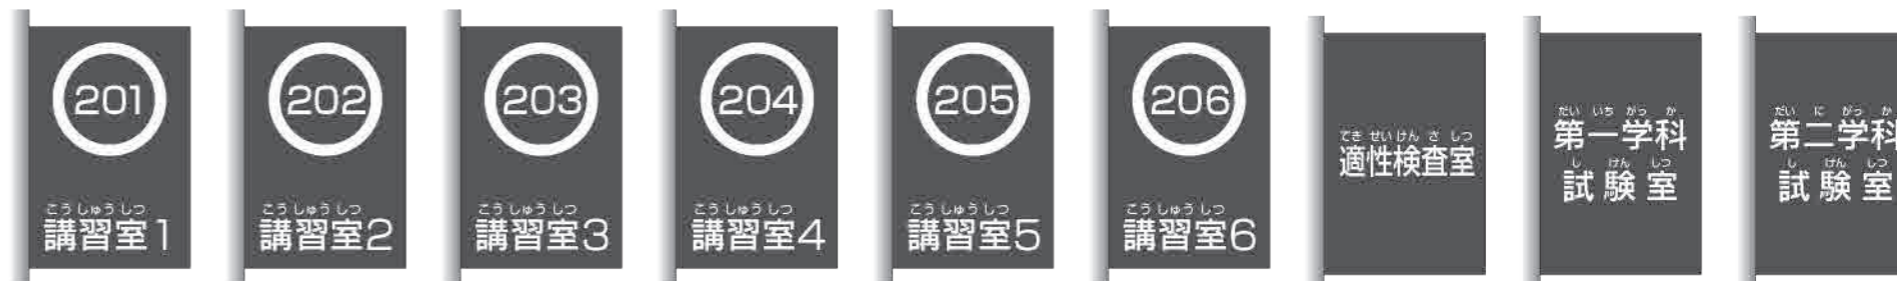 201
こうしゅうしつ
講習室1
202
こうしゅうしつ
講習室2
203
こうしゅうしつ
講習室3
204
こうしゅうしつ
講習室4
205
こうしゅうしつ
講習室5
206
こうしゅうしつ
講習室6
てきせいけんさしつ
適性検査室
だいいちがっか
第一学科
しけんしつ
試験室
だいにがっか
第二学科
しけんしつ
試験室